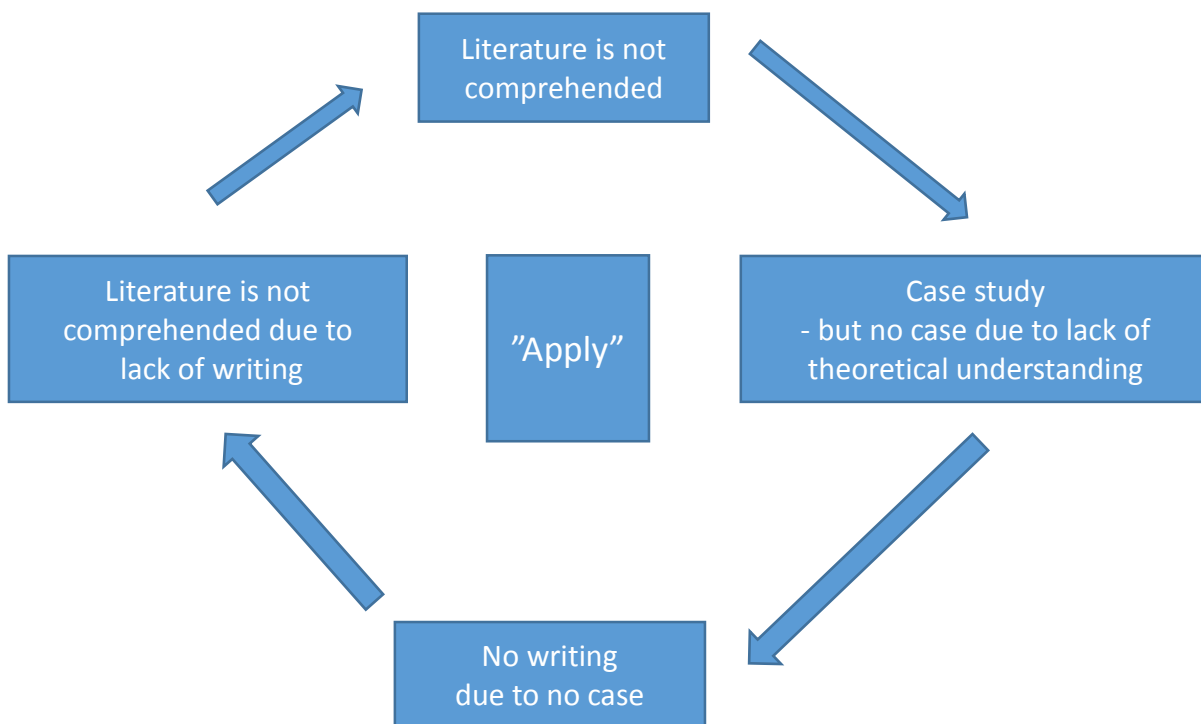 Literature is not
comprehended
Literature is not
comprehended due to
lack of writing
”Apply”
Case study
- but no case due to lack of
theoretical understanding
No writing
due to no case